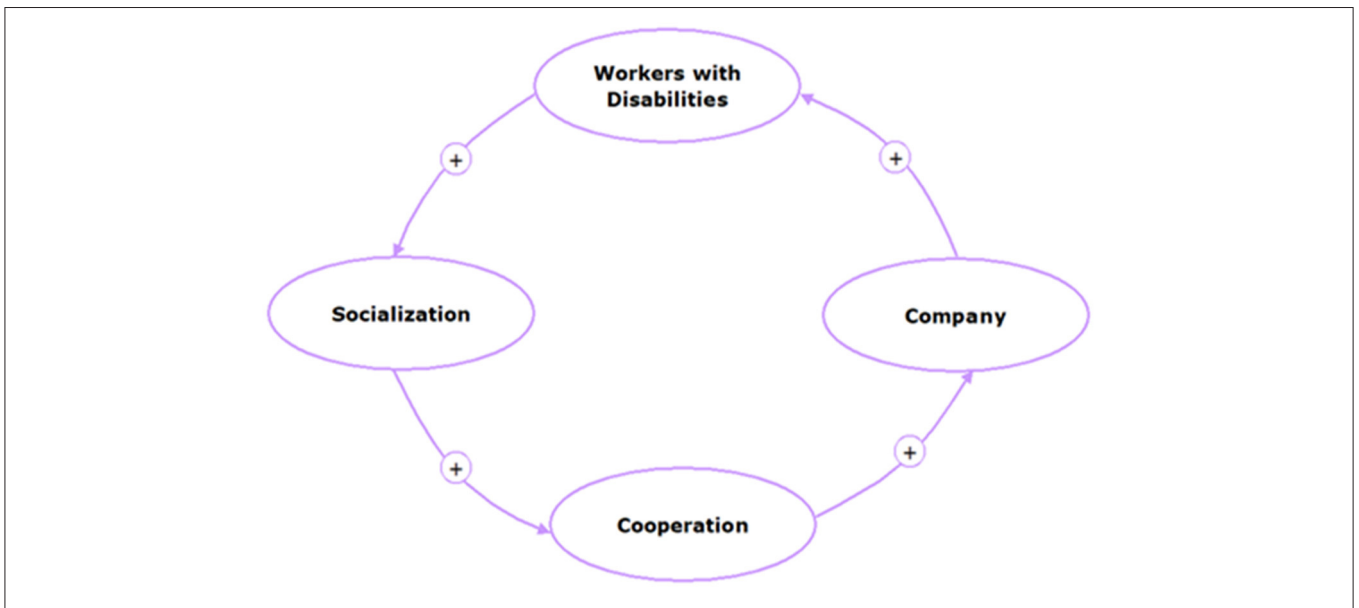 Workers with
Disabilities
+
+
Socialization
Company
+
+
Cooperation